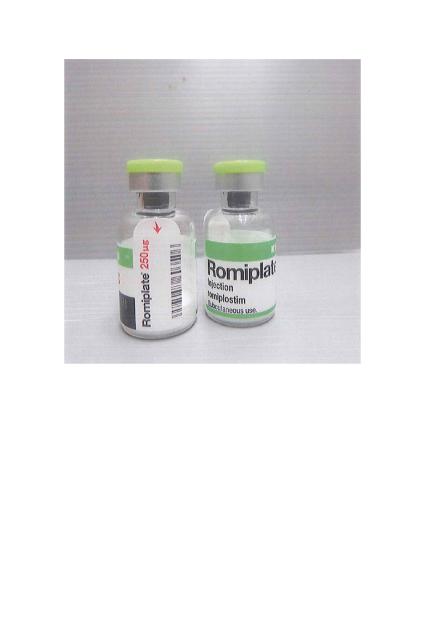 Romiplate® 250μg
Romiplate
Injection
romiplostim
Subcutaneous use.